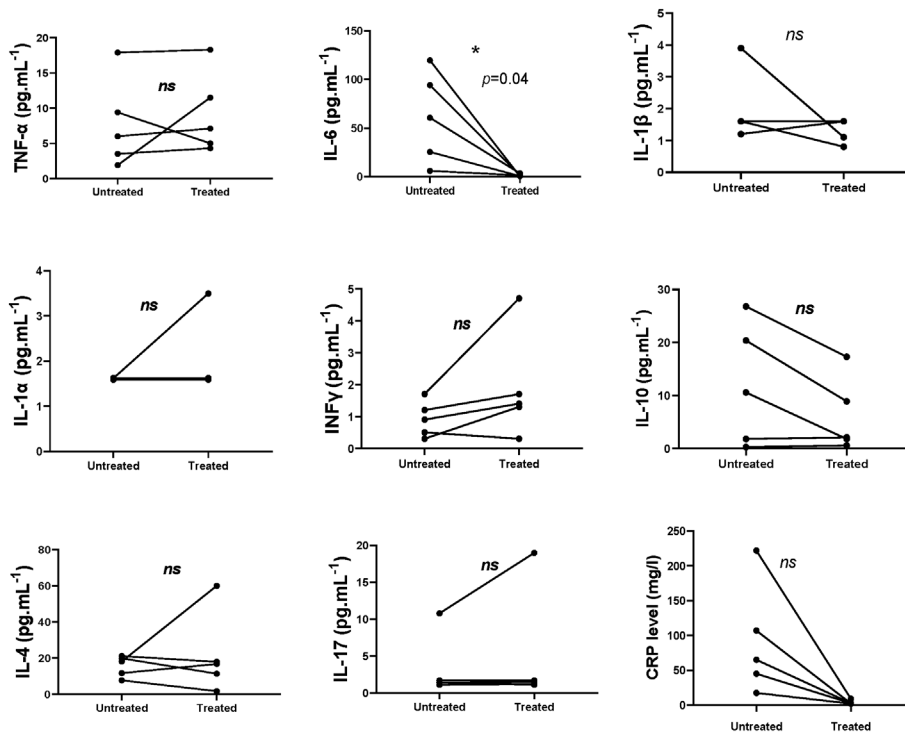 TNF-α (pg.mL⁻¹)
20
15
10
5
0
ns
Untreated Treated
IL-6 (pg.mL⁻¹)
150
100
50
0
*
p=0.04
Untreated Treated
IL-1β (pg.mL⁻¹)
5
4
3
2
1
0
ns
Untreated Treated
IL-1α (pg.mL⁻¹)
4
3
2
1
0
ns
Untreated Treated
INFγ (pg.mL⁻¹)
5
4
3
2
1
0
ns
Untreated Treated
IL-10 (pg.mL⁻¹)
30
20
10
0
ns
Untreated Treated
IL-4 (pg.mL⁻¹)
80
60
40
20
0
ns
Untreated Treated
IL-17 (pg.mL⁻¹)
20
15
10
5
0
ns
Untreated Treated
CRP level (mg/l)
250
200
150
100
50
0
ns
Untreated Treated